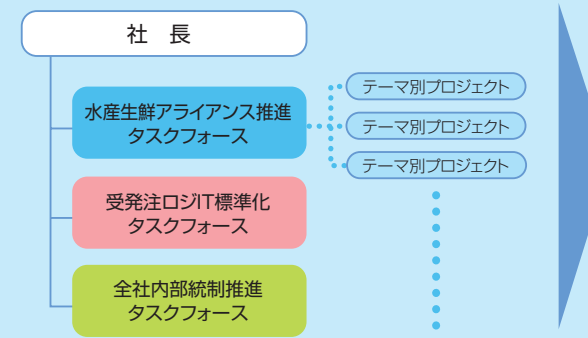 社　長
水産生鮮アライアンス推進
タスクフォース
テーマ別プロジェクト
テーマ別プロジェクト
テーマ別プロジェクト
受発注ロジIT標準化
タスクフォース
全社内部統制推進
タスクフォース